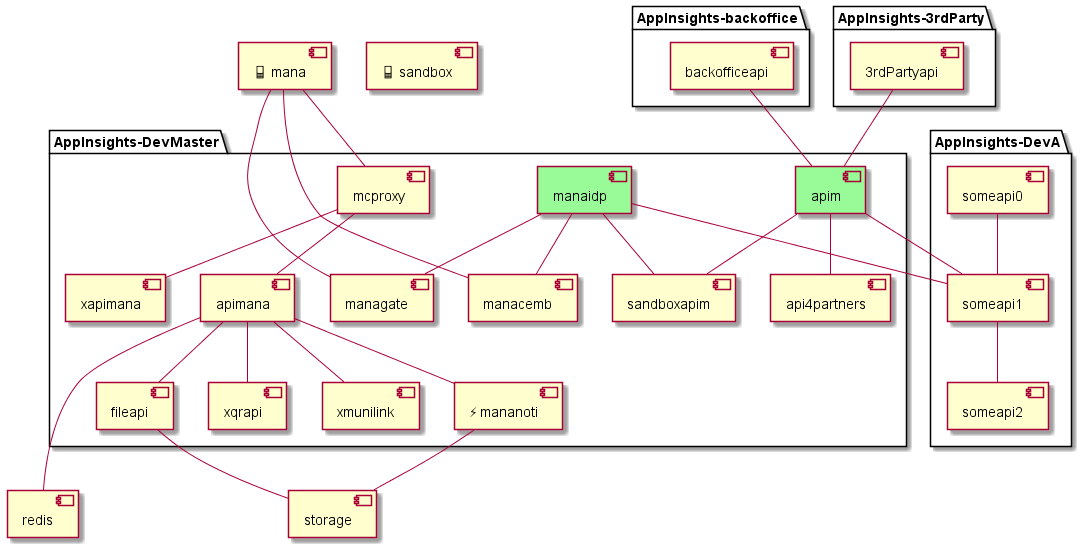 AppInsights-backoffice
AppInsights-3rdParty
📱 mana
📱 sandbox
backofficeapi
3rdPartyapi
AppInsights-DevMaster
AppInsights-DevA
mcproxy
manaidp
apim
someapi0
xapimana
apimana
managate
manacemb
sandboxapim
api4partners
someapi1
fileapi
xqrapi
xmunilink
⚡ mananoti
someapi2
redis
storage